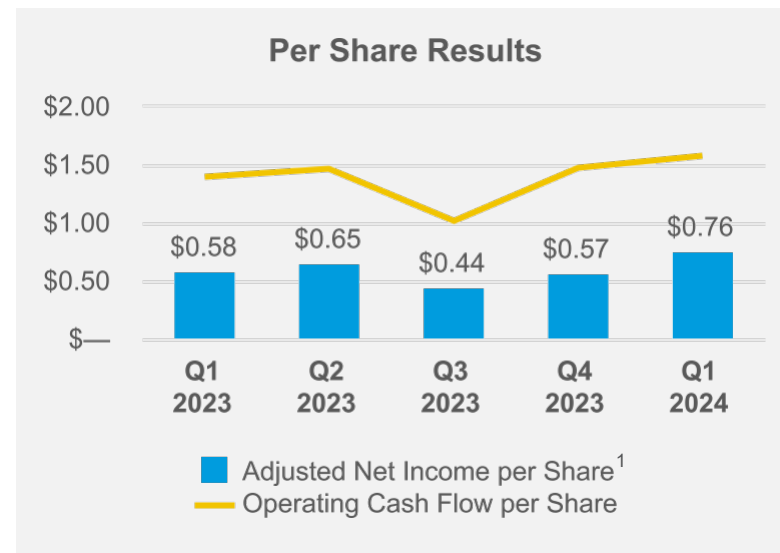 Per Share Results
$2.00
$1.50
$1.00
$0.50
$—
$0.58
$0.65
$0.44
$0.57
$0.76
Q1
2023
Q2
2023
Q3
2023
Q4
2023
Q1
2024
Adjusted Net Income per Share¹
Operating Cash Flow per Share